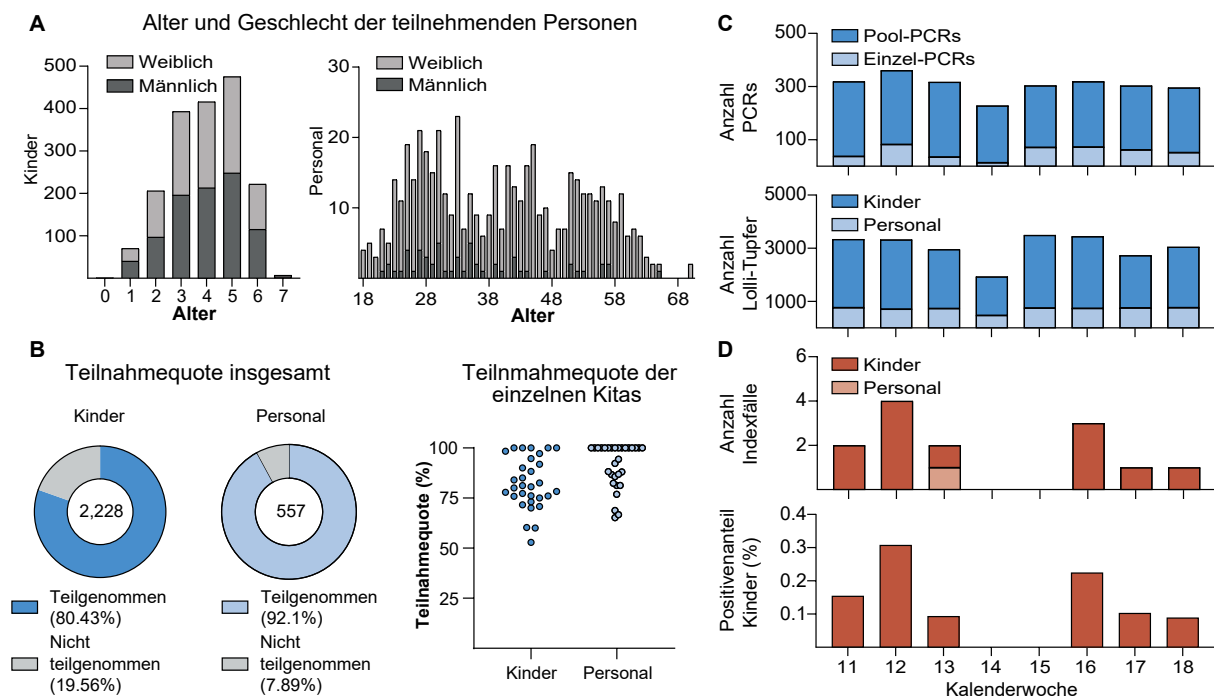 A
Alter und Geschlecht der teilnehmenden Personen
Weiblich
Männlich
Kinder
500
400
300
200
100
0 1 2 3 4 5 6 7
Alter
Weiblich
Männlich
Personal
30
20
10
18 28 38 48 58 68
Alter
B
Teilnahmequote insgesamt
Kinder
2,228
Teilgenommen
(80.43%)
Nicht
teilgenommen
(19.56%)
Personal
557
Teilgenommen
(92.1%)
Nicht
teilgenommen
(7.89%)
Teilnmahmequote der
einzelnen Kitas
Teilnahmequote (%)
100
75
50
25
Kinder Personal
C
Pool-PCRs
Einzel-PCRs
Anzahl
PCRs
500
300
100
Kinder
Personal
Anzahl
Lolli-Tupfer
5000
3000
1000
D
Kinder
Personal
Anzahl
Indexfälle
6
4
2
Positivenanteil
Kinder (%)
0.4
0.3
0.2
0.1
11 12 13 14 15 16 17 18
Kalenderwoche